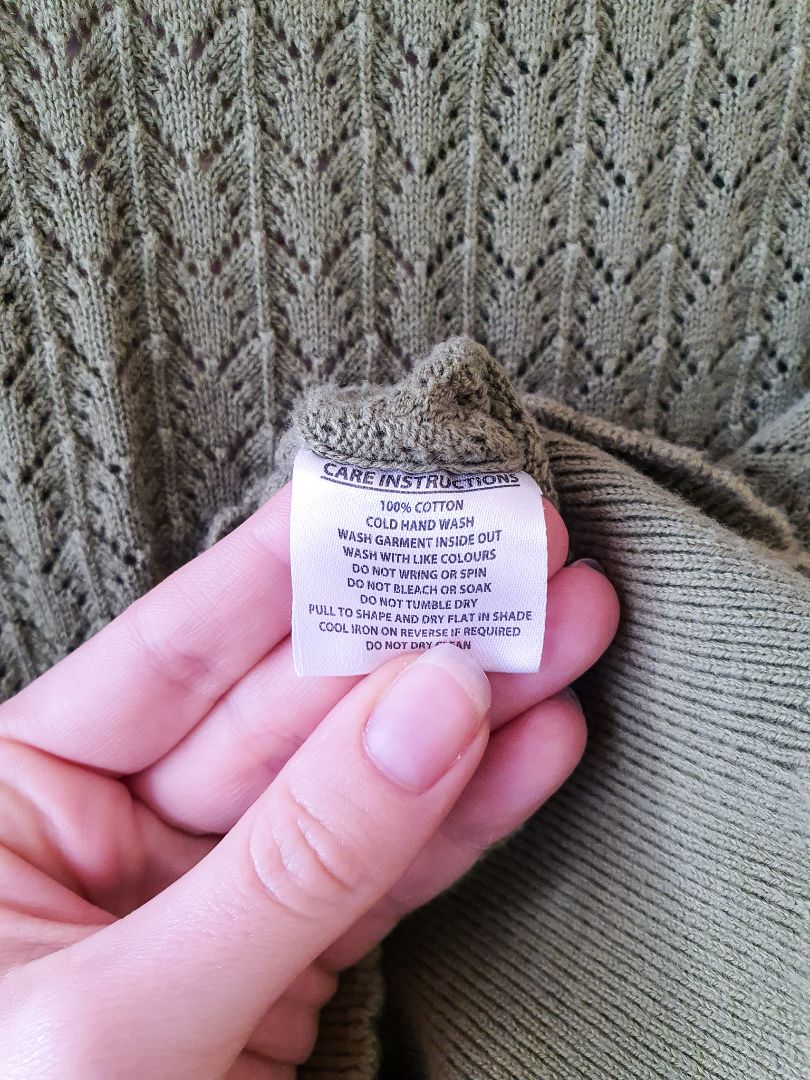 CARE INSTRUCTIONS
100% COTTON
COLD HAND WASH
WASH GARMENT INSIDE OUT
WASH WITH LIKE COLOURS
DO NOT WRING OR SPIN
DO NOT BLEACH OR SOAK
DO NOT TUMBLE DRY
PULL TO SHAPE AND DRY FLAT IN SHADE
COOL IRON ON REVERSE IF REQUIRED
DO NOT DRY CLEAN